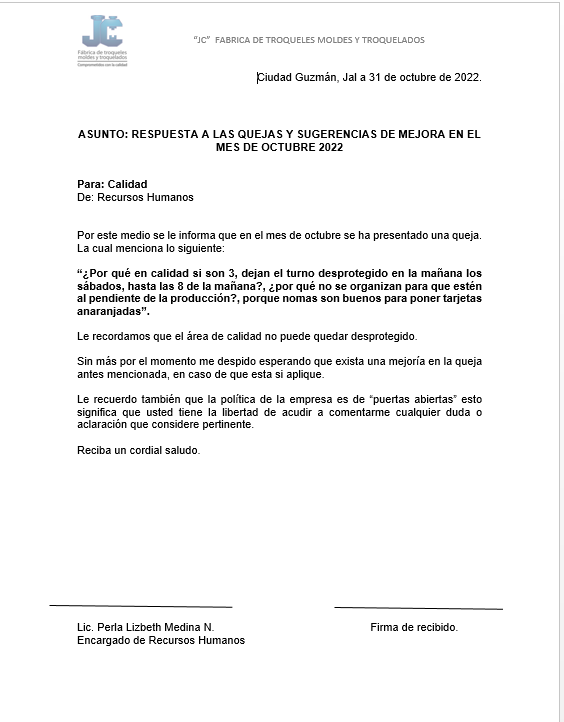 JC
Fábrica de troqueles
moldes y troquelados
Comprometidos con la calidad
“JC” FABRICA DE TROQUELES MOLDES Y TROQUELADOS
Ciudad Guzmán, Jal a 31 de octubre de 2022.
ASUNTO: RESPUESTA A LAS QUEJAS Y SUGERENCIAS DE MEJORA EN EL
MES DE OCTUBRE 2022
Para: Calidad
De: Recursos Humanos
Por este medio se le informa que en el mes de octubre se ha presentado una queja.
La cual menciona lo siguiente:
“¿Por qué en calidad si son 3, dejan el turno desprotegido en la mañana los
sábados, hasta las 8 de la mañana?, ¿por qué no se organizan para que estén
al pendiente de la producción?, porque nomas son buenos para poner tarjetas
anaranjadas”.
Le recordamos que el área de calidad no puede quedar desprotegido.
Sin más por el momento me despido esperando que exista una mejoría en la queja
antes mencionada, en caso de que esta si aplique.
Le recuerdo también que la política de la empresa es de “puertas abiertas” esto
significa que usted tiene la libertad de acudir a comentarme cualquier duda o
aclaración que considere pertinente.
Reciba un cordial saludo.
Lic. Perla Lizbeth Medina N.
Encargado de Recursos Humanos
Firma de recibido.